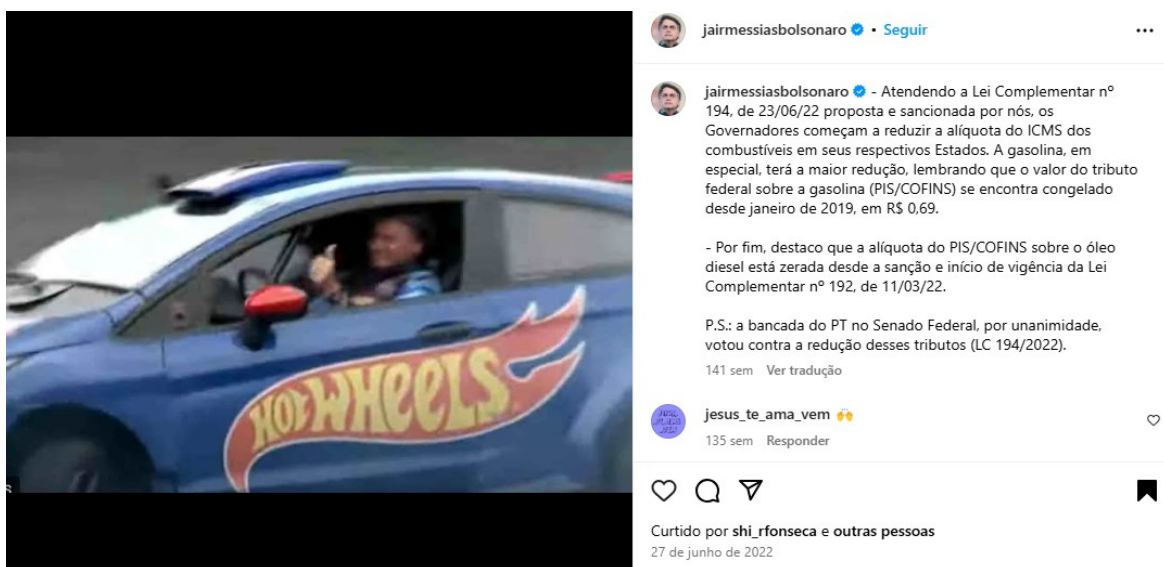 jairmessiasbolsonaro • Seguir
jairmessiasbolsonaro - Atendendo a Lei Complementar nº
194, de 23/06/22 proposta e sancionada por nós, os
Governadores começam a reduzir a alíquota do ICMS dos
combustíveis em seus respectivos Estados. A gasolina, em
especial, terá a maior redução, lembrando que o valor do tributo
federal sobre a gasolina (PIS/COFINS) se encontra congelado
desde janeiro de 2019, em R$ 0,69.
- Por fim, destaco que a alíquota do PIS/COFINS sobre o óleo
diesel está zerada desde a sanção e início de vigência da Lei
Complementar nº 192, de 11/03/22.
P.S.: a bancada do PT no Senado Federal, por unanimidade,
votou contra a redução desses tributos (LC 194/2022).
141 sem Ver tradução
jesus_te_ama_vem 🙌
135 sem Responder
Curtido por shi_rfonseca e outras pessoas
27 de junho de 2022
HOT WHEELS